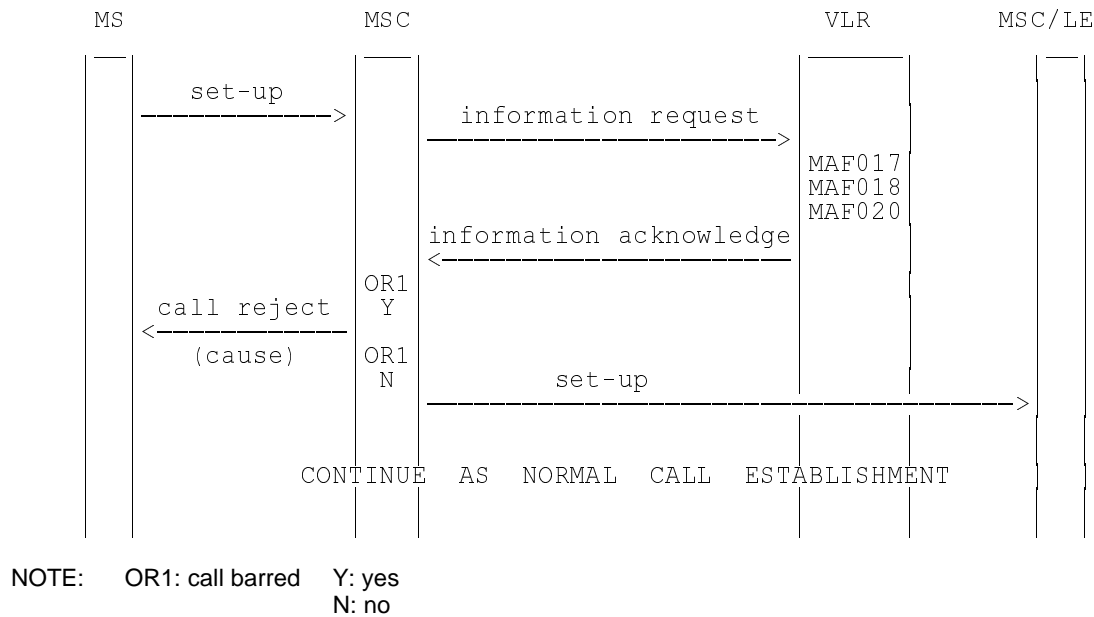 MS MSC VLR MSC/LE
set-up
information request
MAF017
MAF018
MAF020
information acknowledge
OR1
Y
call reject
(cause)
OR1
N
set-up
CONTINUE AS NORMAL CALL ESTABLISHMENT
NOTE: OR1: call barred Y: yes
N: no